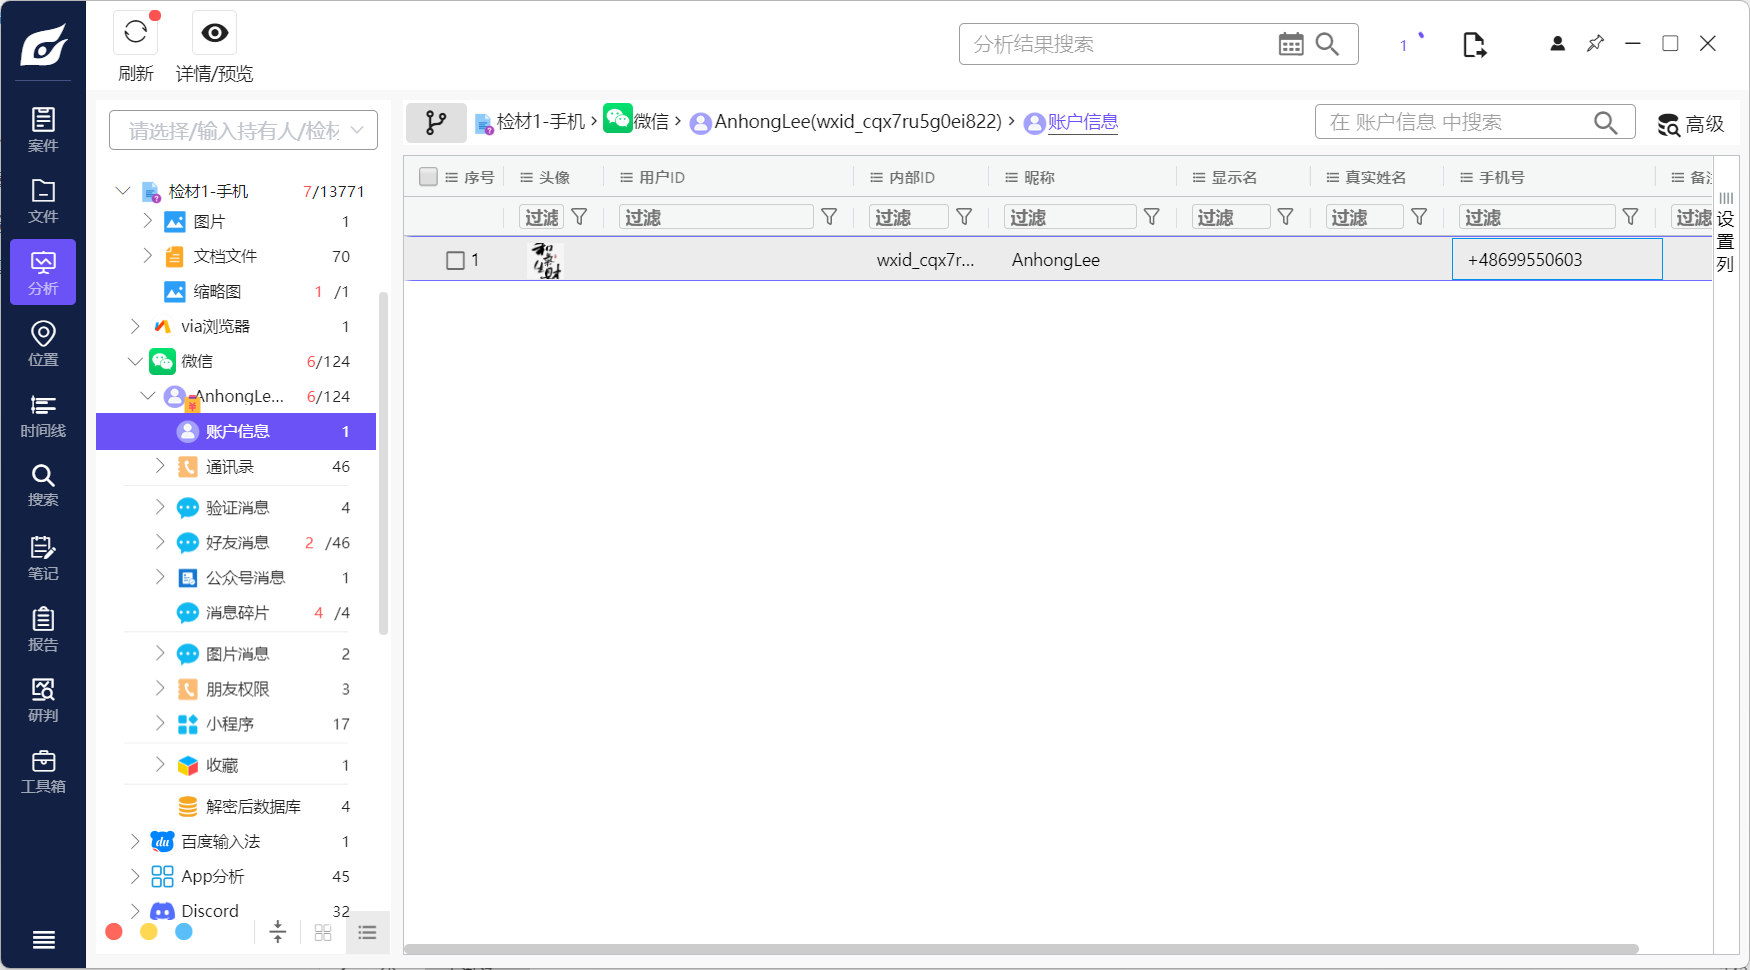 刷新
详情/预览
分析结果搜索
1
案件
文件
分析
位置
时间线
搜索
笔记
报告
研判
工具箱
请选择/输入持有人/检材
检材1-手机 7/13771
图片 1
文档文件 70
缩略图 1 /1
via浏览器 1
微信 6/124
AnhongLe... 6/124
账户信息 1
通讯录 46
验证消息 4
好友消息 2 /46
公众号消息 1
消息碎片 4 /4
图片消息 2
朋友权限 3
小程序 17
收藏 1
解密后数据库 4
百度输入法 1
App分析 45
Discord 32
检材1-手机 › 微信 › AnhongLee(wxid_cqx7ru5g0ei822) › 账户信息
在 账户信息 中搜索
高级
序号 头像 用户ID 内部ID 昵称 显示名 真实姓名 手机号 备注
过滤 过滤 过滤 过滤 过滤 过滤 过滤 过滤
1 wxid_cqx7r... AnhongLee +48699550603
设置列